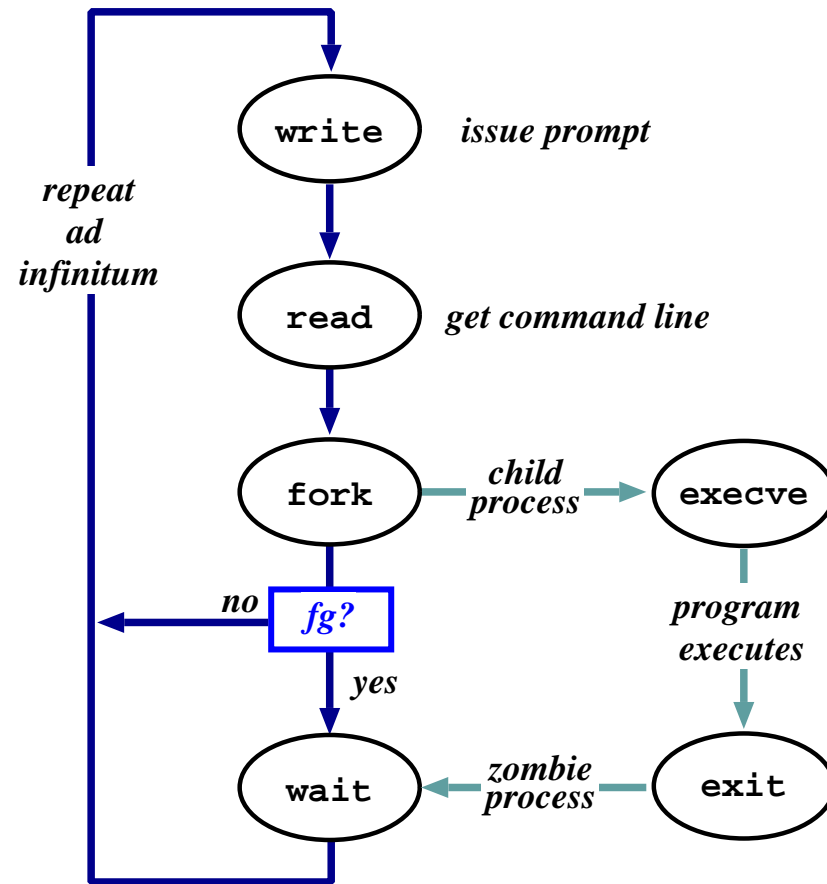 write
issue prompt
repeat
ad
infinitum
read
get command line
fork
child
process
execve
no
fg?
yes
program
executes
wait
zombie
process
exit